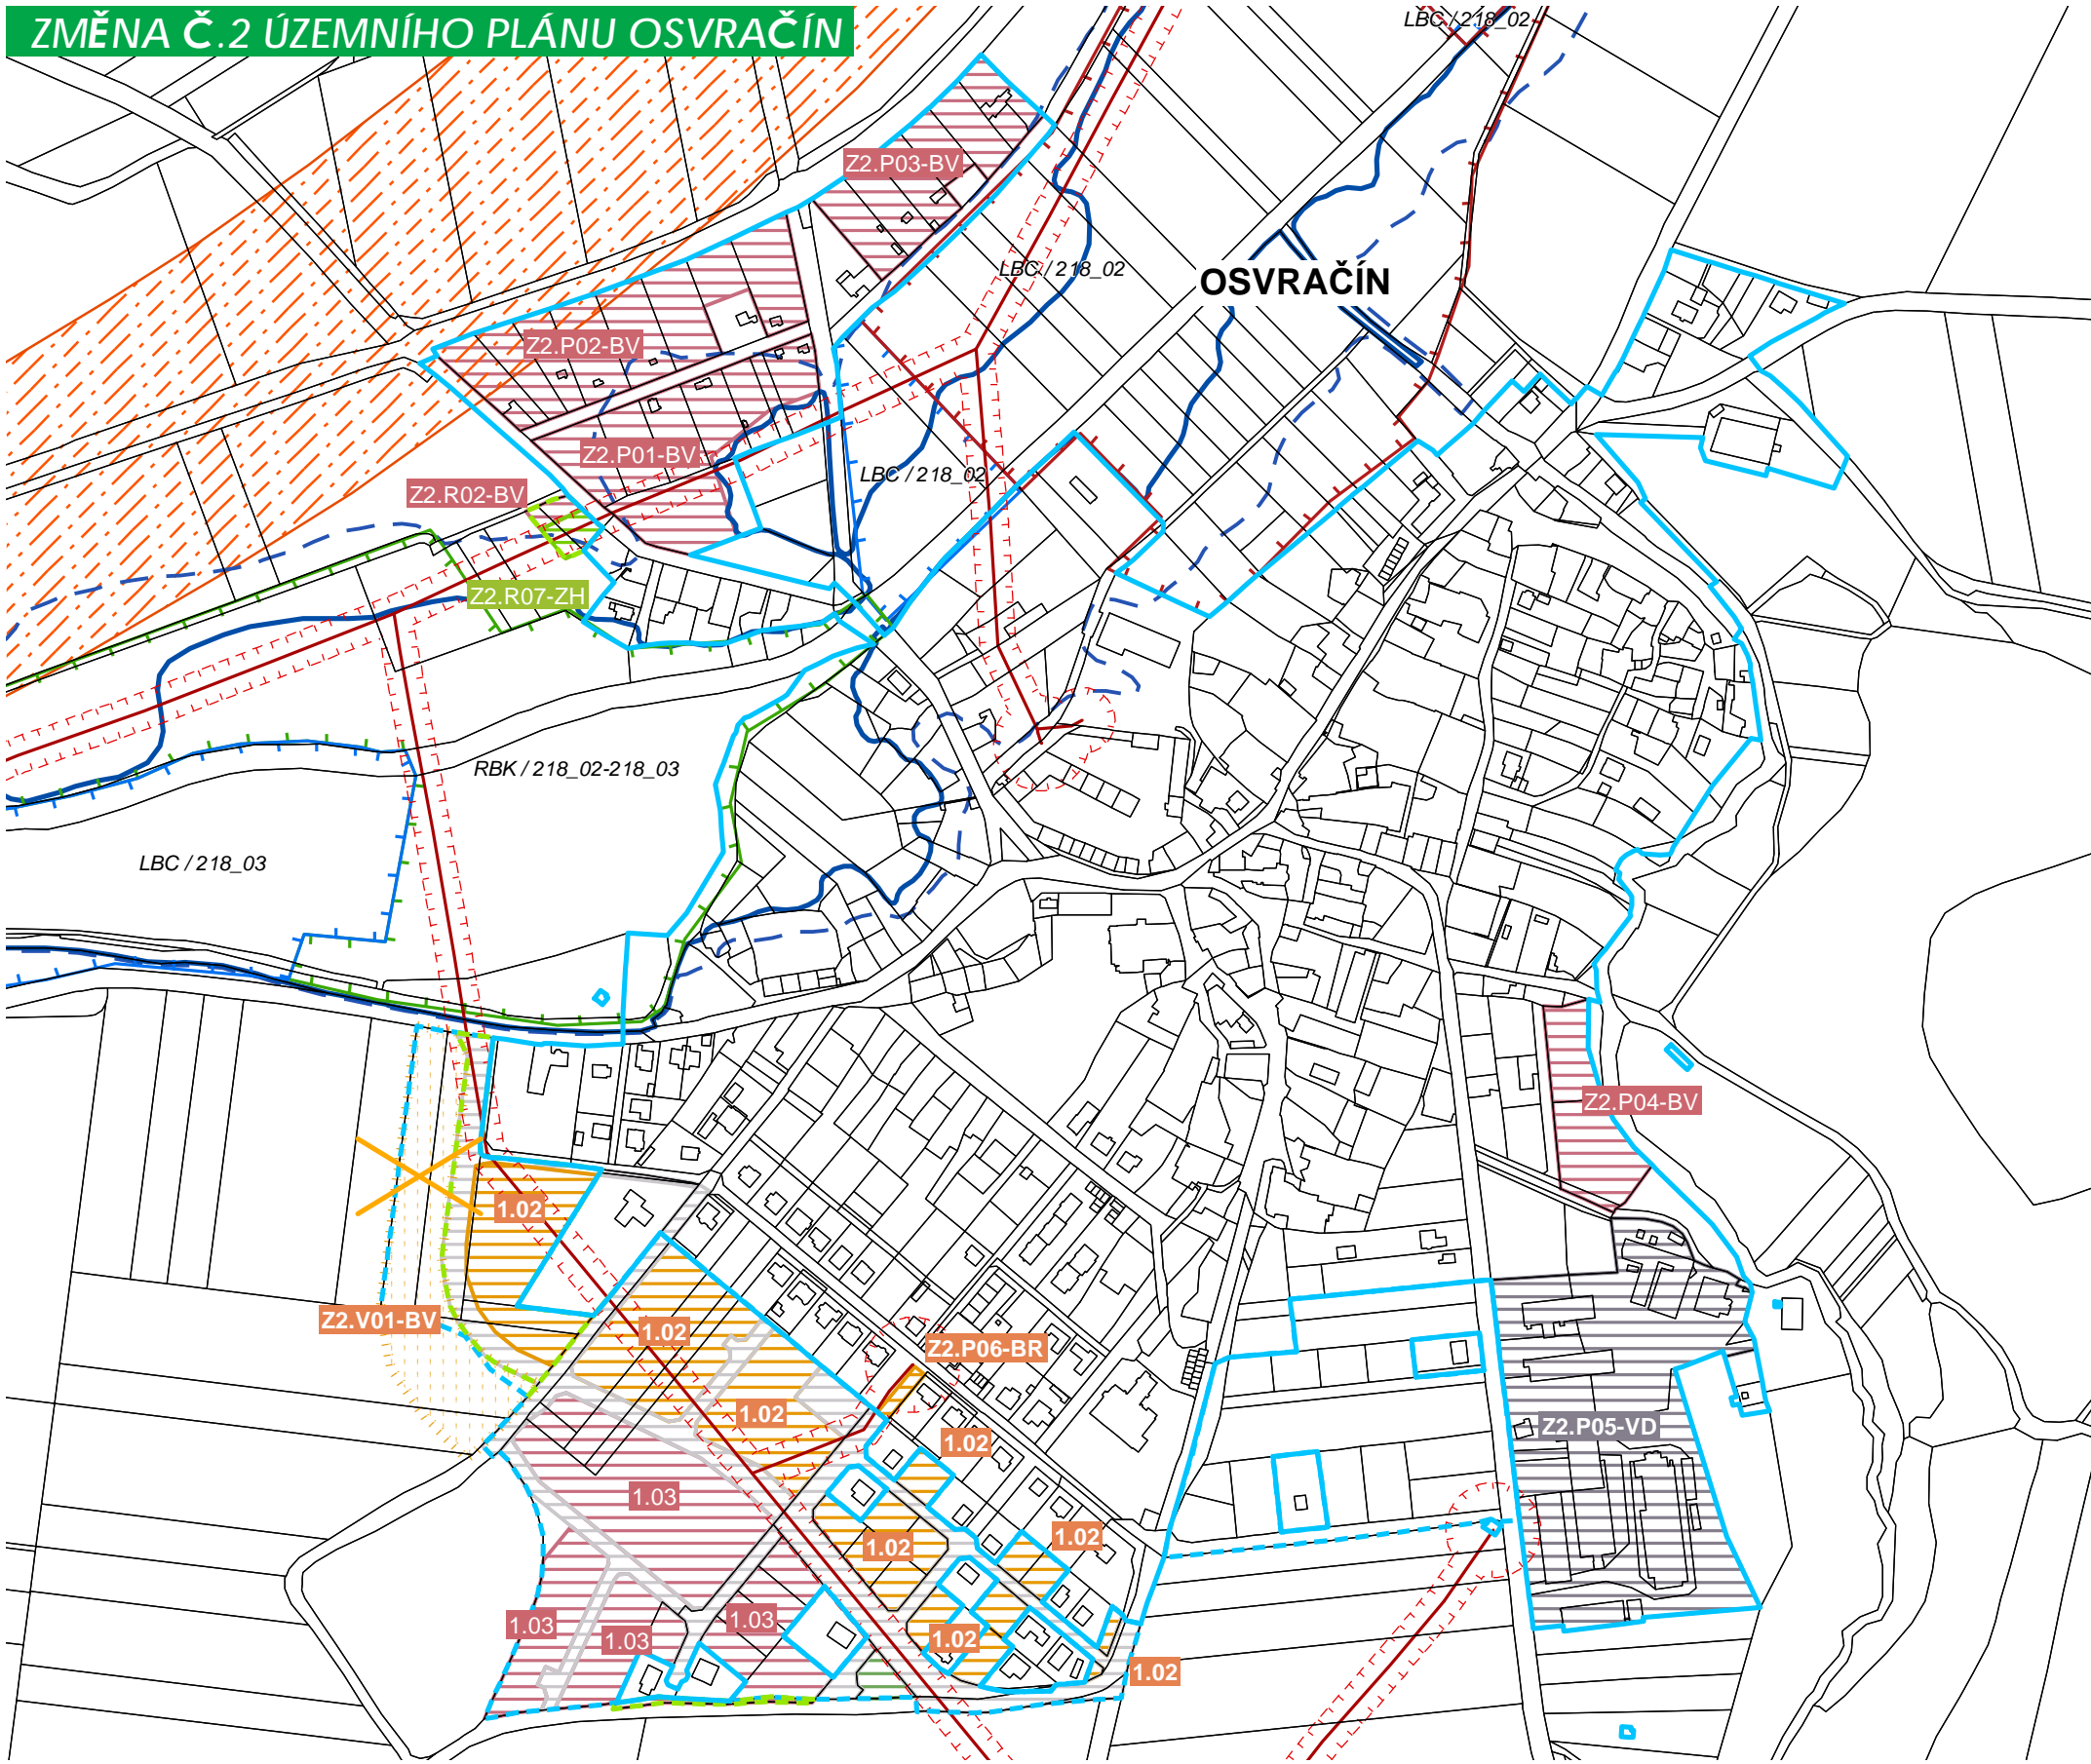 ZMĚNA Č.2 ÚZEMNÍHO PLÁNU OSVRAČÍN
LBC / 218_02
Z2.P03-BV
LBC / 218_02
OSVRAČÍN
Z2.P02-BV
Z2.P01-BV
LBC / 218_02
Z2.R02-BV
Z2.R07-ZH
RBK / 218_02-218_03
LBC / 218_03
Z2.P04-BV
1.02
Z2.V01-BV
1.02
Z2.P06-BR
1.02
1.02
Z2.P05-VD
1.03
1.02
1.02
1.03
1.03
1.03
1.02
1.02